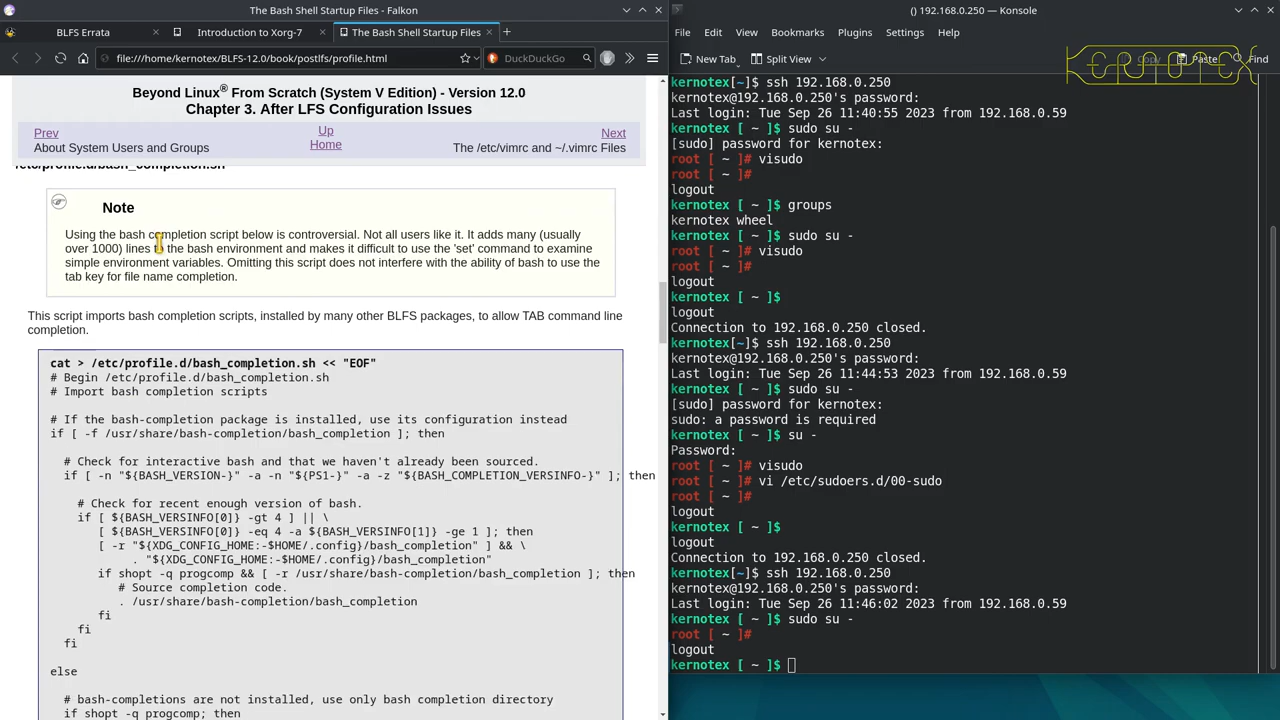 The Bash Shell Startup Files - Falkon
BLFS Errata
Introduction to Xorg-7
The Bash Shell Startup Files
file:///home/kernotex/BLFS-12.0/book/postlfs/profile.html
DuckDuckGo
Beyond Linux® From Scratch (System V Edition) - Version 12.0
Chapter 3. After LFS Configuration Issues
Prev
Up
Next
About System Users and Groups
Home
The /etc/vimrc and ~/.vimrc Files
/etc/profile.d/bash_completion.sh
Note
Using the bash completion script below is controversial. Not all users like it. It adds many (usually
over 1000) lines to the bash environment and makes it difficult to use the 'set' command to examine
simple environment variables. Omitting this script does not interfere with the ability of bash to use the
tab key for file name completion.
This script imports bash completion scripts, installed by many other BLFS packages, to allow TAB command line
completion.
cat > /etc/profile.d/bash_completion.sh << "EOF"
# Begin /etc/profile.d/bash_completion.sh
# Import bash completion scripts
# If the bash-completion package is installed, use its configuration instead
if [ -f /usr/share/bash-completion/bash_completion ]; then
# Check for interactive bash and that we haven't already been sourced.
if [ -n "${BASH_VERSION-}" -a -n "${PS1-}" -a -z "${BASH_COMPLETION_VERSINFO-}" ]; then
# Check for recent enough version of bash.
if [ ${BASH_VERSINFO[0]} -gt 4 ] || \
[ ${BASH_VERSINFO[0]} -eq 4 -a ${BASH_VERSINFO[1]} -ge 1 ]; then
[ -r "${XDG_CONFIG_HOME:-$HOME/.config}/bash_completion" ] && \
. "${XDG_CONFIG_HOME:-$HOME/.config}/bash_completion"
if shopt -q progcomp && [ -r /usr/share/bash-completion/bash_completion ]; then
# Source completion code.
. /usr/share/bash-completion/bash_completion
fi
fi
fi
else
# bash-completions are not installed, use only bash completion directory
if shopt -q progcomp; then
() 192.168.0.250 — Konsole
File Edit View Bookmarks Plugins Settings Help
New Tab Split View Copy Paste Find
KERNOTEX
kernotex[~]$ ssh 192.168.0.250
kernotex@192.168.0.250's password:
Last login: Tue Sep 26 11:40:55 2023 from 192.168.0.59
kernotex [ ~ ]$ sudo su -
[sudo] password for kernotex:
root [ ~ ]# visudo
root [ ~ ]#
logout
kernotex [ ~ ]$ groups
kernotex wheel
kernotex [ ~ ]$ sudo su -
root [ ~ ]# visudo
root [ ~ ]#
logout
kernotex [ ~ ]$
logout
Connection to 192.168.0.250 closed.
kernotex[~]$ ssh 192.168.0.250
kernotex@192.168.0.250's password:
Last login: Tue Sep 26 11:44:53 2023 from 192.168.0.59
kernotex [ ~ ]$ sudo su -
[sudo] password for kernotex:
sudo: a password is required
kernotex [ ~ ]$ su -
Password:
root [ ~ ]# visudo
root [ ~ ]# vi /etc/sudoers.d/00-sudo
root [ ~ ]#
logout
kernotex [ ~ ]$
logout
Connection to 192.168.0.250 closed.
kernotex[~]$ ssh 192.168.0.250
kernotex@192.168.0.250's password:
Last login: Tue Sep 26 11:46:02 2023 from 192.168.0.59
kernotex [ ~ ]$ sudo su -
root [ ~ ]#
logout
kernotex [ ~ ]$